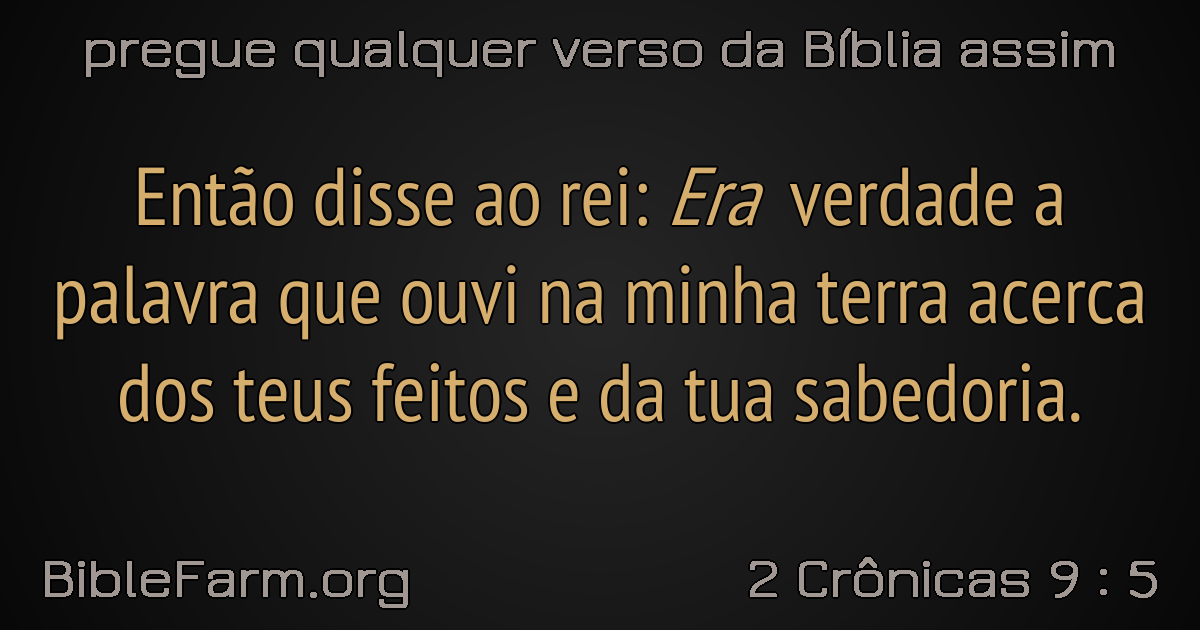 pregue qualquer verso da Bíblia assim
Então disse ao rei: Era verdade a
palavra que ouvi na minha terra acerca
dos teus feitos e da tua sabedoria.
BibleFarm.org
2 Crônicas 9 : 5